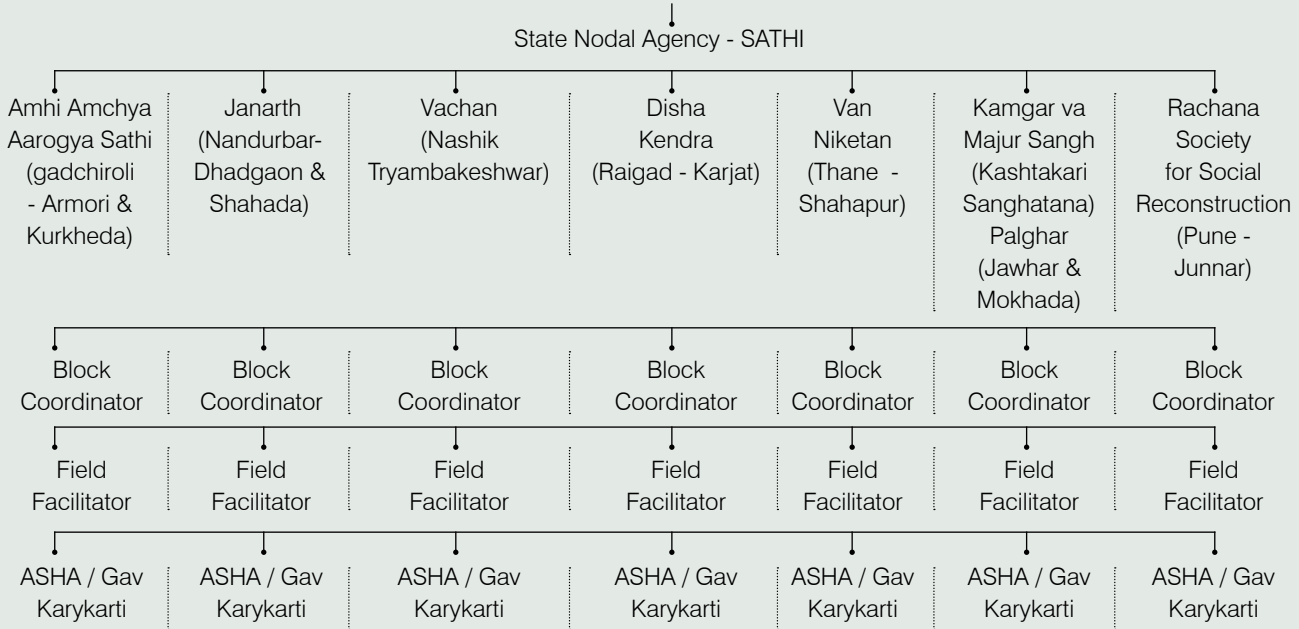 State Nodal Agency - SATHI
Amhi Amchya
Aarogya Sathi
(gadchiroli
- Armori &
Kurkheda)
Janarth
(Nandurbar-
Dhadgaon &
Shahada)
Vachan
(Nashik
Tryambakeshwar)
Disha
Kendra
(Raigad - Karjat)
Van
Niketan
(Thane -
Shahapur)
Kamgar va
Majur Sangh
(Kashtakari
Sanghatana)
Palghar
(Jawhar &
Mokhada)
Rachana
Society
for Social
Reconstruction
(Pune -
Junnar)
Block
Coordinator
Block
Coordinator
Block
Coordinator
Block
Coordinator
Block
Coordinator
Block
Coordinator
Block
Coordinator
Field
Facilitator
Field
Facilitator
Field
Facilitator
Field
Facilitator
Field
Facilitator
Field
Facilitator
Field
Facilitator
ASHA / Gav
Karykarti
ASHA / Gav
Karykarti
ASHA / Gav
Karykarti
ASHA / Gav
Karykarti
ASHA / Gav
Karykarti
ASHA / Gav
Karykarti
ASHA / Gav
Karykarti